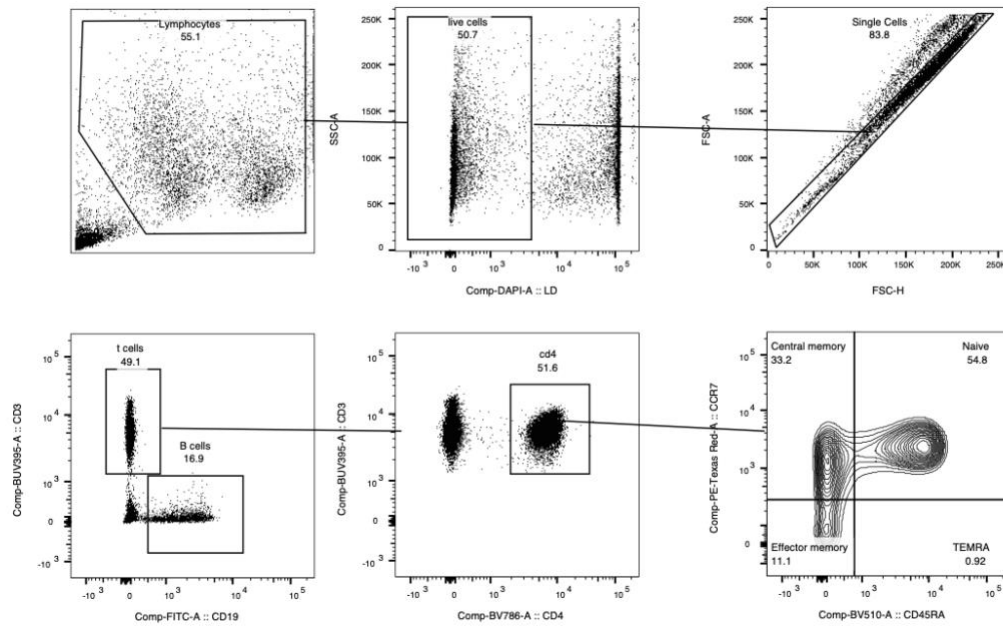 Lymphocytes
55.1
live cells
50.7
SSC-A
250K
200K
150K
100K
50K
0
-10 3
0
10 3
10 4
10 5
Comp-DAPI-A :: LD
Single Cells
83.8
FSC-A
250K
200K
150K
100K
50K
0
0
50K
100K
150K
200K
250K
FSC-H
t cells
49.1
B cells
16.9
Comp-BUV395-A :: CD3
10 5
10 4
10 3
0
-10 3
-10 3
0
10 3
10 4
10 5
Comp-FITC-A :: CD19
cd4
51.6
Comp-BUV395-A :: CD3
10 5
10 4
10 3
0
-10 3
-10 3
0
10 3
10 4
10 5
Comp-BV786-A :: CD4
Central memory
33.2
Naive
54.8
Effector memory
11.1
TEMRA
0.92
Comp-PE-Texas Red-A :: CCR7
10 5
10 4
10 3
0
-10 3
-10 3
0
10 3
10 4
10 5
Comp-BV510-A :: CD45RA